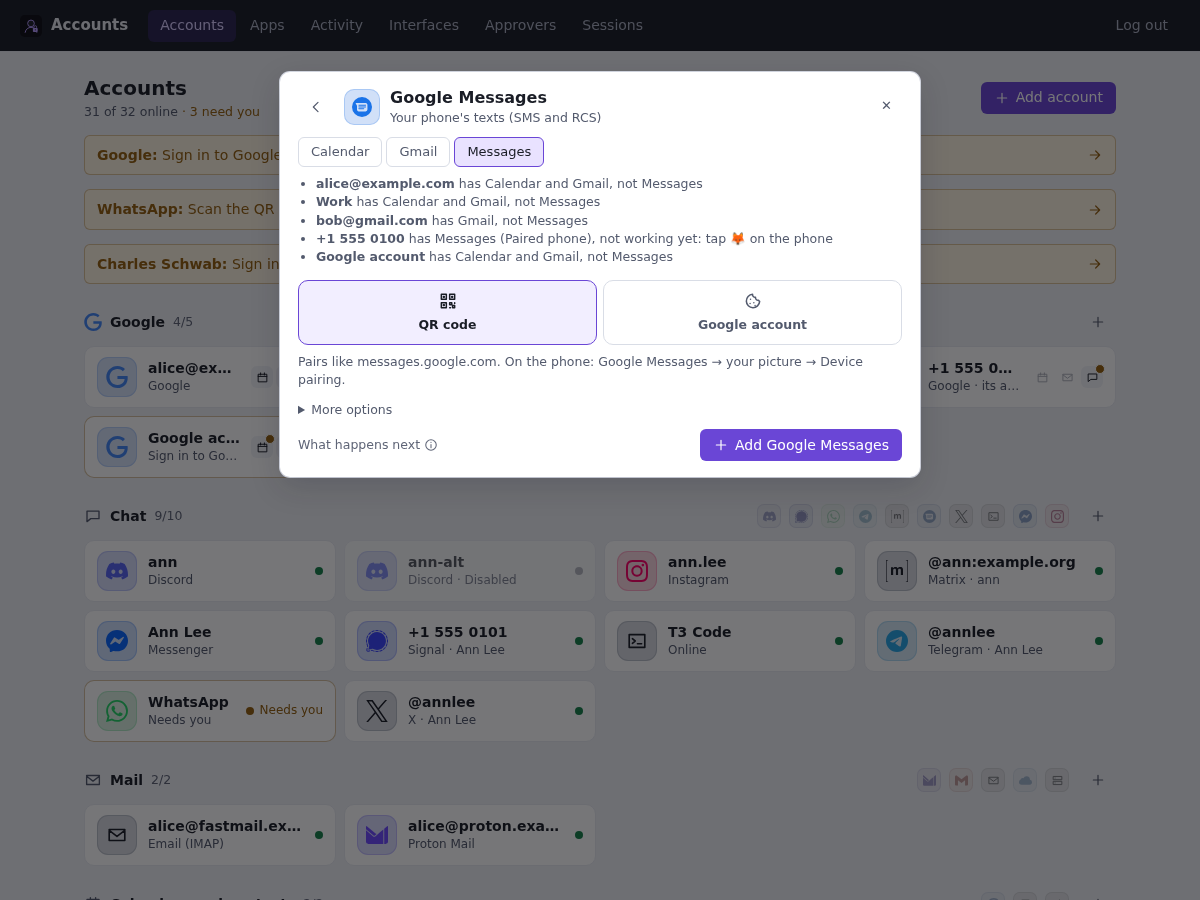 Accounts
Accounts
Apps
Activity
Interfaces
Approvers
Sessions
Log out
Accounts
31 of 32 online · 3 need you
Add account
Google: Sign in to Google
WhatsApp: Scan the QR
Charles Schwab: Sign in
Google Messages
Your phone's texts (SMS and RCS)
Calendar
Gmail
Messages
• alice@example.com has Calendar and Gmail, not Messages
• Work has Calendar and Gmail, not Messages
• bob@gmail.com has Gmail, not Messages
• +1 555 0100 has Messages (Paired phone), not working yet: tap 🦊 on the phone
• Google account has Calendar and Gmail, not Messages
QR code
Google account
Pairs like messages.google.com. On the phone: Google Messages → your picture → Device
pairing.
More options
What happens next
Add Google Messages
Google 4/5
alice@ex…
Google
+1 555 0…
Google · its a…
Google ac…
Sign in to Go…
Chat 9/10
ann
Discord
ann-alt
Discord · Disabled
ann.lee
Instagram
@ann:example.org
Matrix · ann
Ann Lee
Messenger
+1 555 0101
Signal · Ann Lee
T3 Code
Online
@annlee
Telegram · Ann Lee
WhatsApp
Needs you
Needs you
@annlee
X · Ann Lee
Mail 2/2
alice@fastmail.ex…
Email (IMAP)
alice@proton.exa…
Proton Mail